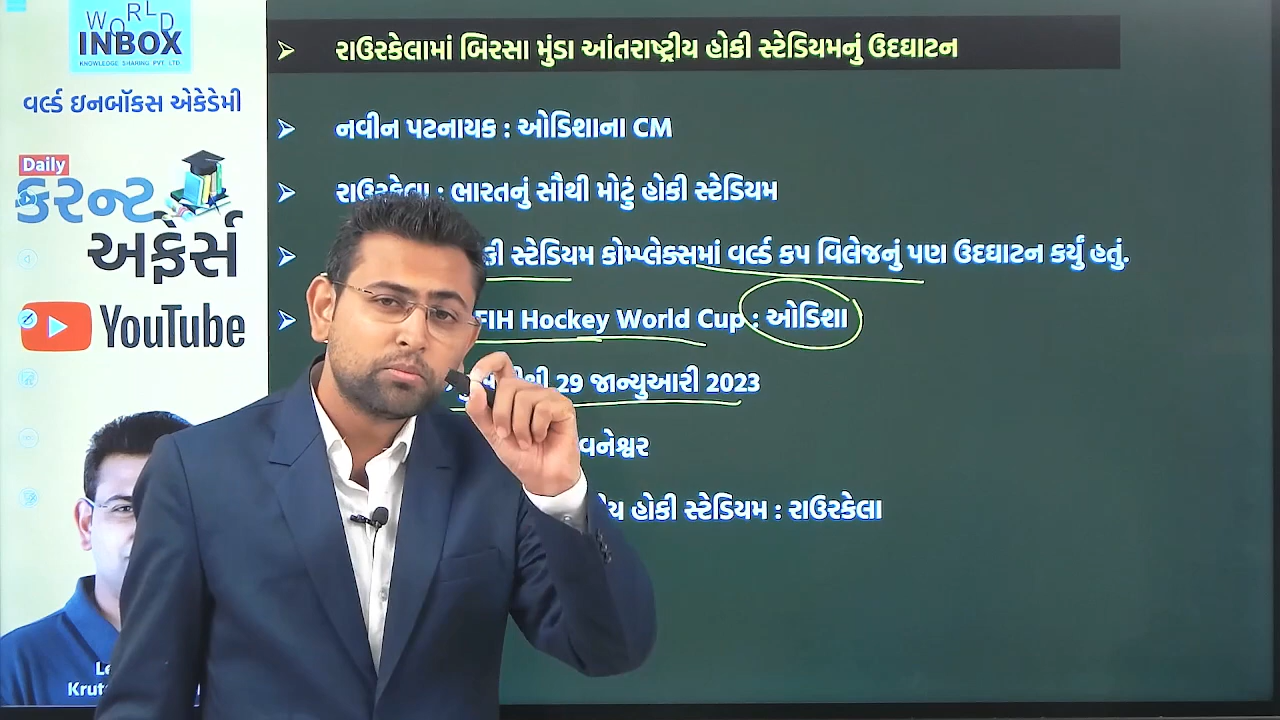 WORLD
INBOX
KNOWLEDGE SHARING PVT. LTD.
વર્લ્ડ ઇનબૉક્સ એકેડેમી
Daily
કરન્ટ
અફેર્સ
YouTube
રાઉરકેલામાં બિરસા મુંડા આંતરાષ્ટ્રીય હોકી સ્ટેડિયમનું ઉદઘાટન
નવીન પટનાયક : ઓડિશાના CM
રાઉરકેલા : ભારતનું સૌથી મોટું હોકી સ્ટેડિયમ
સ્ટેડિયમ કોમ્પ્લેક્સમાં વર્લ્ડ કપ વિલેજનું પણ ઉદઘાટન કર્યું હતું.
FIH Hockey World Cup : ઓડિશા
29 જાન્યુઆરી 2023
હોકી સ્ટેડિયમ : રાઉરકેલા